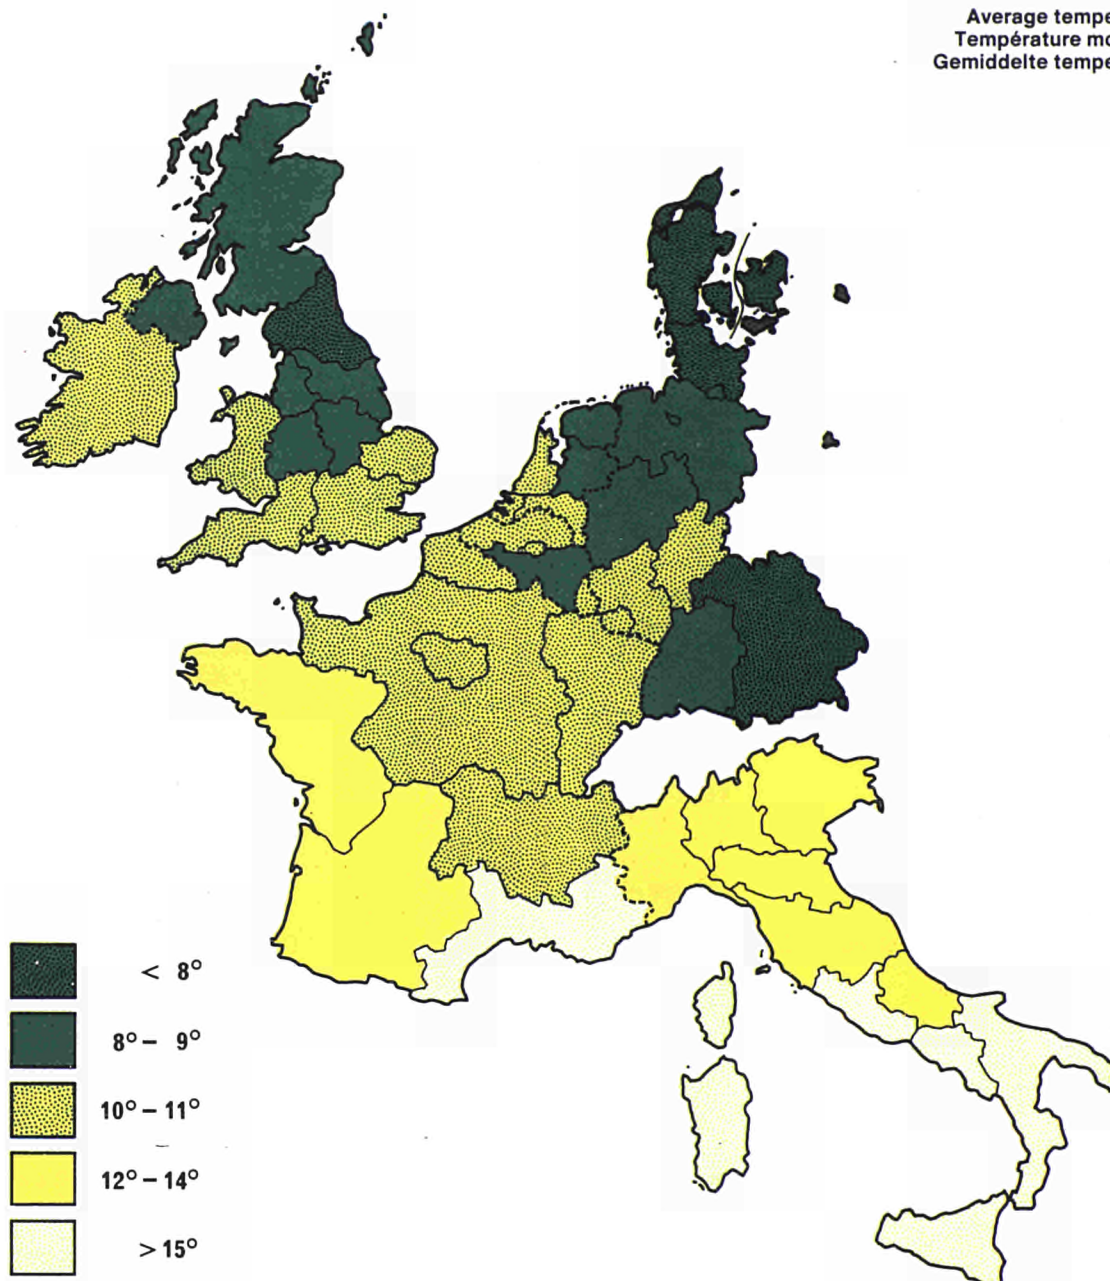 Average tempe
Température mo
Gemiddelte tempe
< 8°
8° – 9°
10° – 11°
12° – 14°
> 15°